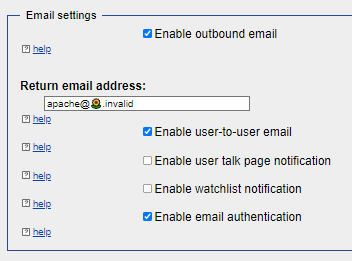 Email settings
Enable outbound email
help
Return email address:
apache@🌻.invalid
help
Enable user-to-user email
help
Enable user talk page notification
help
Enable watchlist notification
help
Enable email authentication
help